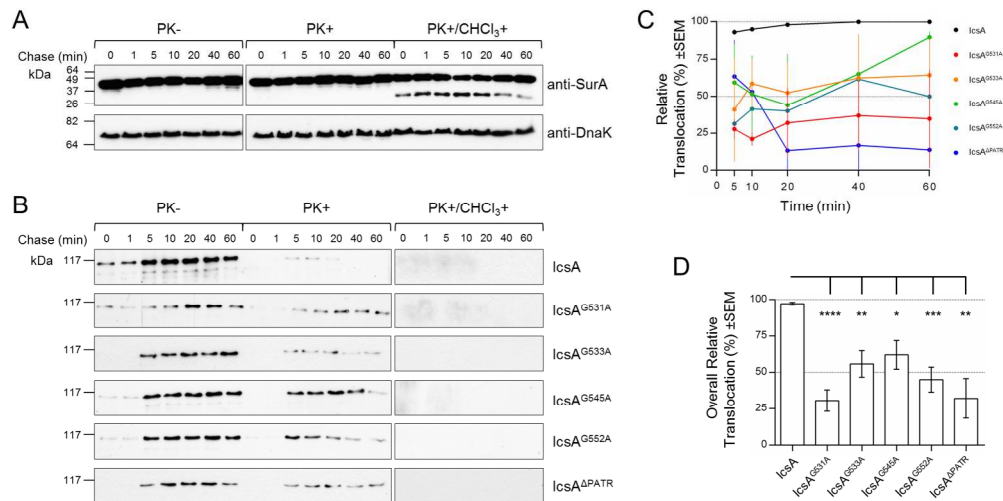 A
PK- PK+ PK+/CHCl3+
Chase (min) 0 1 5 10 20 40 60 0 1 5 10 20 40 60 0 1 5 10 20 40 60
kDa
64
49
37
26
anti-SurA
82
64
anti-DnaK
B
PK- PK+ PK+/CHCl3+
Chase (min) 0 1 5 10 20 40 60 0 1 5 10 20 40 60 0 1 5 10 20 40 60
kDa 117 IcsA
117 IcsAG531A
117 IcsAG533A
117 IcsAG545A
117 IcsAG552A
117 IcsAΔPATR
C
Relative
Translocation (%) ±SEM
100
75
50
25
0
0 5 10 20 40 60
Time (min)
IcsA
IcsAG531A
IcsAG533A
IcsAG545A
IcsAG552A
IcsAΔPATR
D
Overall Relative
Translocation (%) ±SEM
100
75
50
25
0
**** ** * *** **
IcsA IcsAG531A IcsAG533A IcsAG545A IcsAG552A IcsAΔPATR